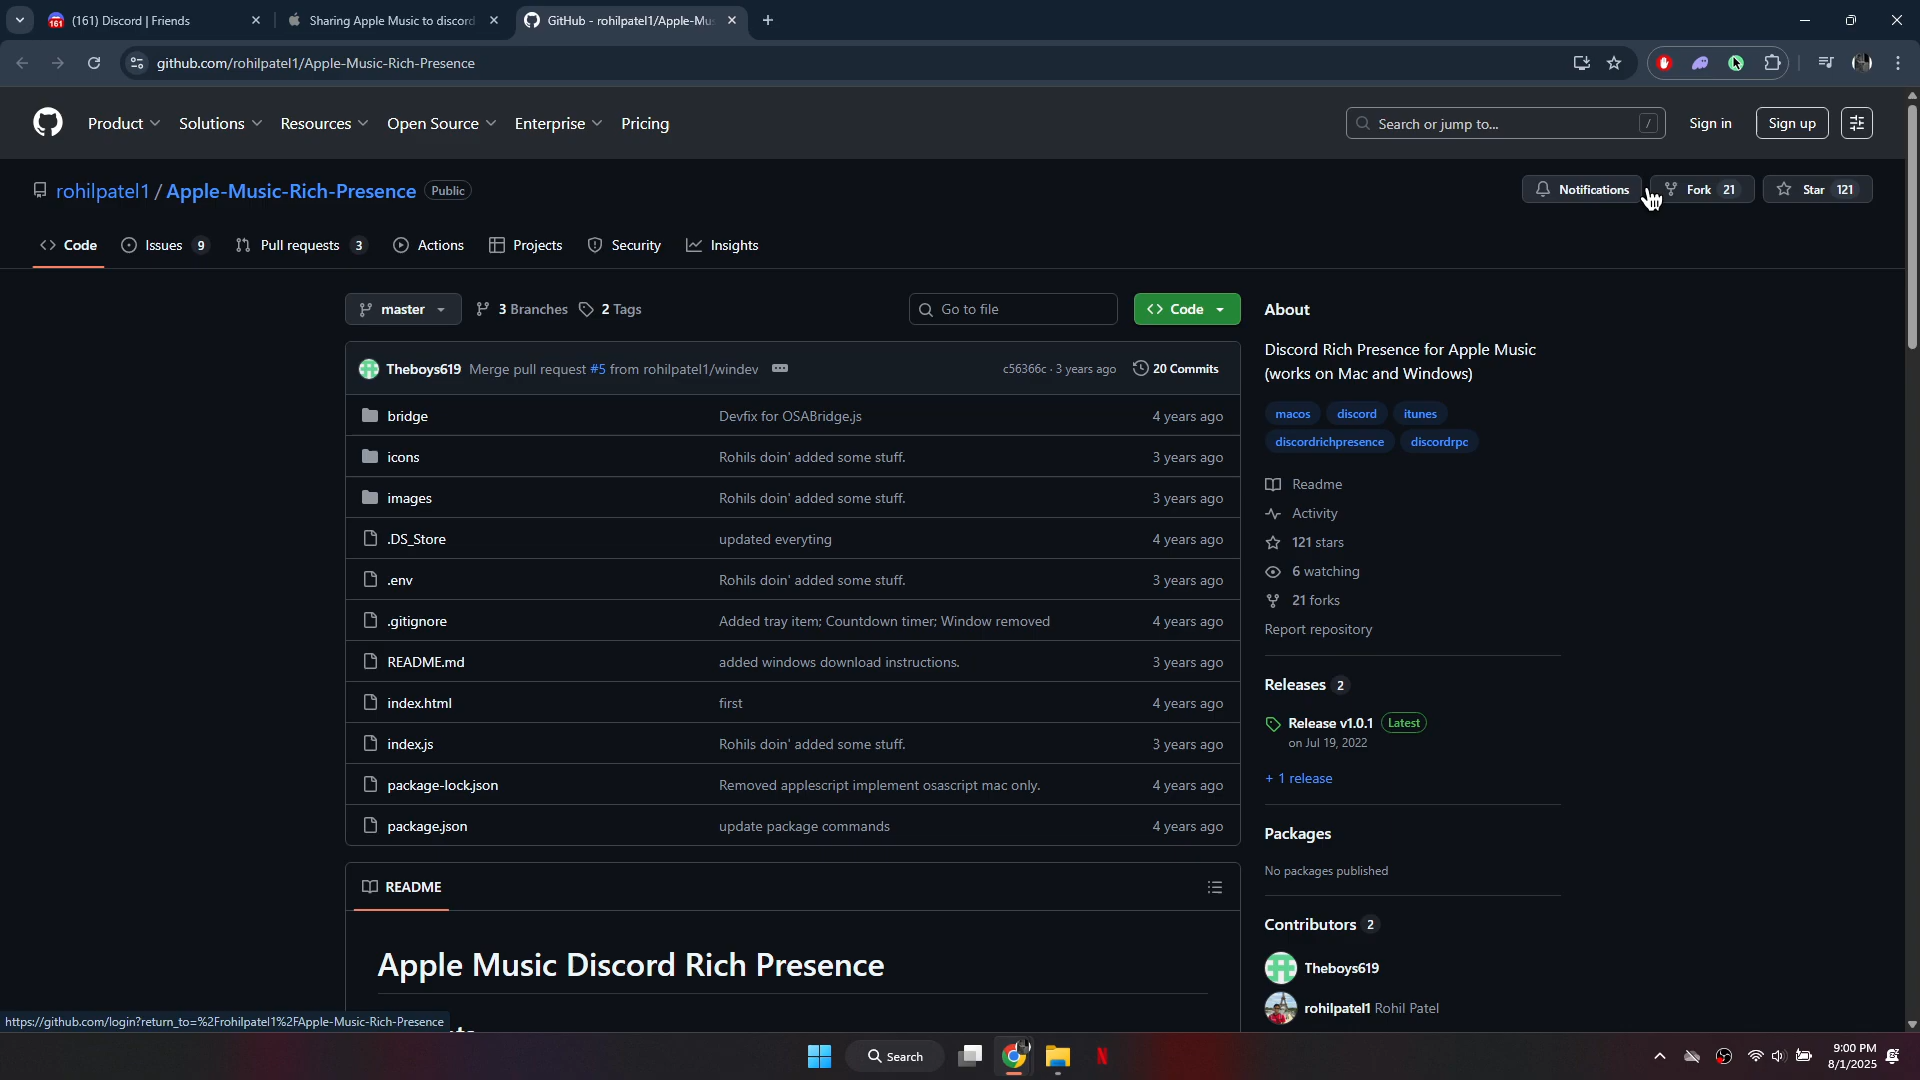 (161) Discord | Friends
Sharing Apple Music to discord
GitHub - rohilpatel1/Apple-Mu
github.com/rohilpatel1/Apple-Music-Rich-Presence
Product Solutions Resources Open Source Enterprise Pricing
Search or jump to... /
Sign in
Sign up
rohilpatel1 / Apple-Music-Rich-Presence Public
Notifications
Fork 21
Star 121
Code
Issues 9
Pull requests 3
Actions
Projects
Security
Insights
master
3 Branches
2 Tags
Go to file
<> Code
Theboys619 Merge pull request #5 from rohilpatel1/windev ... c56366c · 3 years ago 20 Commits
bridge Devfix for OSABridge.js 4 years ago
icons Rohils doin' added some stuff. 3 years ago
images Rohils doin' added some stuff. 3 years ago
.DS_Store updated everyting 4 years ago
.env Rohils doin' added some stuff. 3 years ago
.gitignore Added tray item; Countdown timer; Window removed 4 years ago
README.md added windows download instructions. 3 years ago
index.html first 4 years ago
index.js Rohils doin' added some stuff. 3 years ago
package-lock.json Removed applescript implement osascript mac only. 4 years ago
package.json update package commands 4 years ago
README
Apple Music Discord Rich Presence
About
Discord Rich Presence for Apple Music
(works on Mac and Windows)
macos discord itunes
discordrichpresence discordrpc
Readme
Activity
121 stars
6 watching
21 forks
Report repository
Releases 2
Release v1.0.1 Latest
on Jul 19, 2022
+ 1 release
Packages
No packages published
Contributors 2
Theboys619
rohilpatel1 Rohil Patel
https://github.com/login?return_to=%2Frohilpatel1%2FApple-Music-Rich-Presence
Search
9:00 PM
8/1/2025